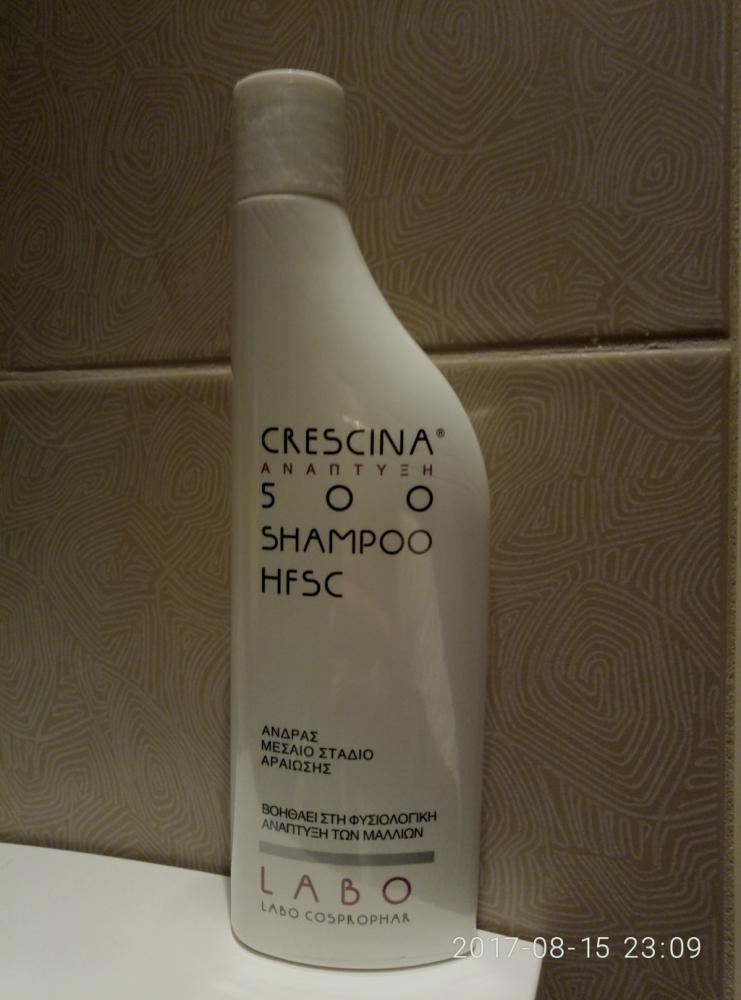 CRESCINA®
ΑΝΑΠΤΥΞΗ
500
SHAMPOO
HFSC
ΑΝΔΡΑΣ
ΜΕΣΑΙΟ ΣΤΑΔΙΟ
ΑΡΑΙΩΣΗΣ
ΒΟΗΘΑΕΙ ΣΤΗ ΦΥΣΙΟΛΟΓΙΚΗ
ΑΝΑΠΤΥΞΗ ΤΩΝ ΜΑΛΛΙΩΝ
LABO
LABO COSPROPHAR
2017-08-15 23:09